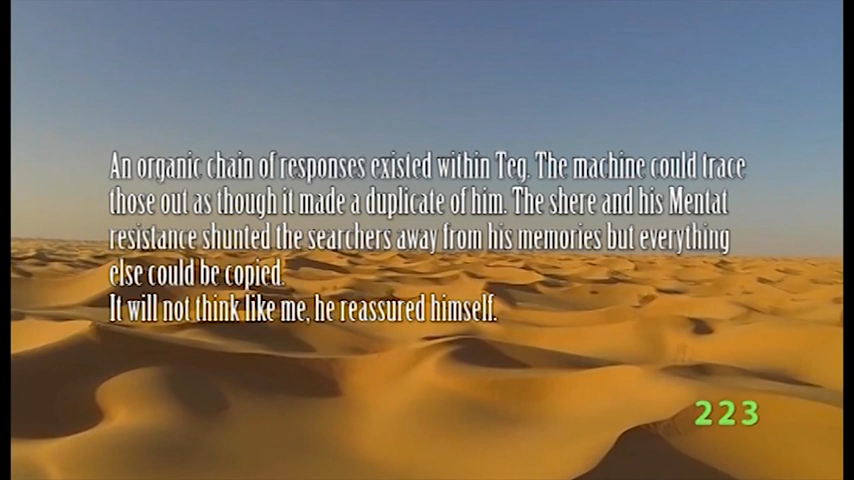 An organic chain of responses existed within Teg. The machine could trace
those out as though it made a duplicate of him. The shere and his Mentat
resistance shunted the searchers away from his memories but everything
else could be copied.
It will not think like me, he reassured himself.
223